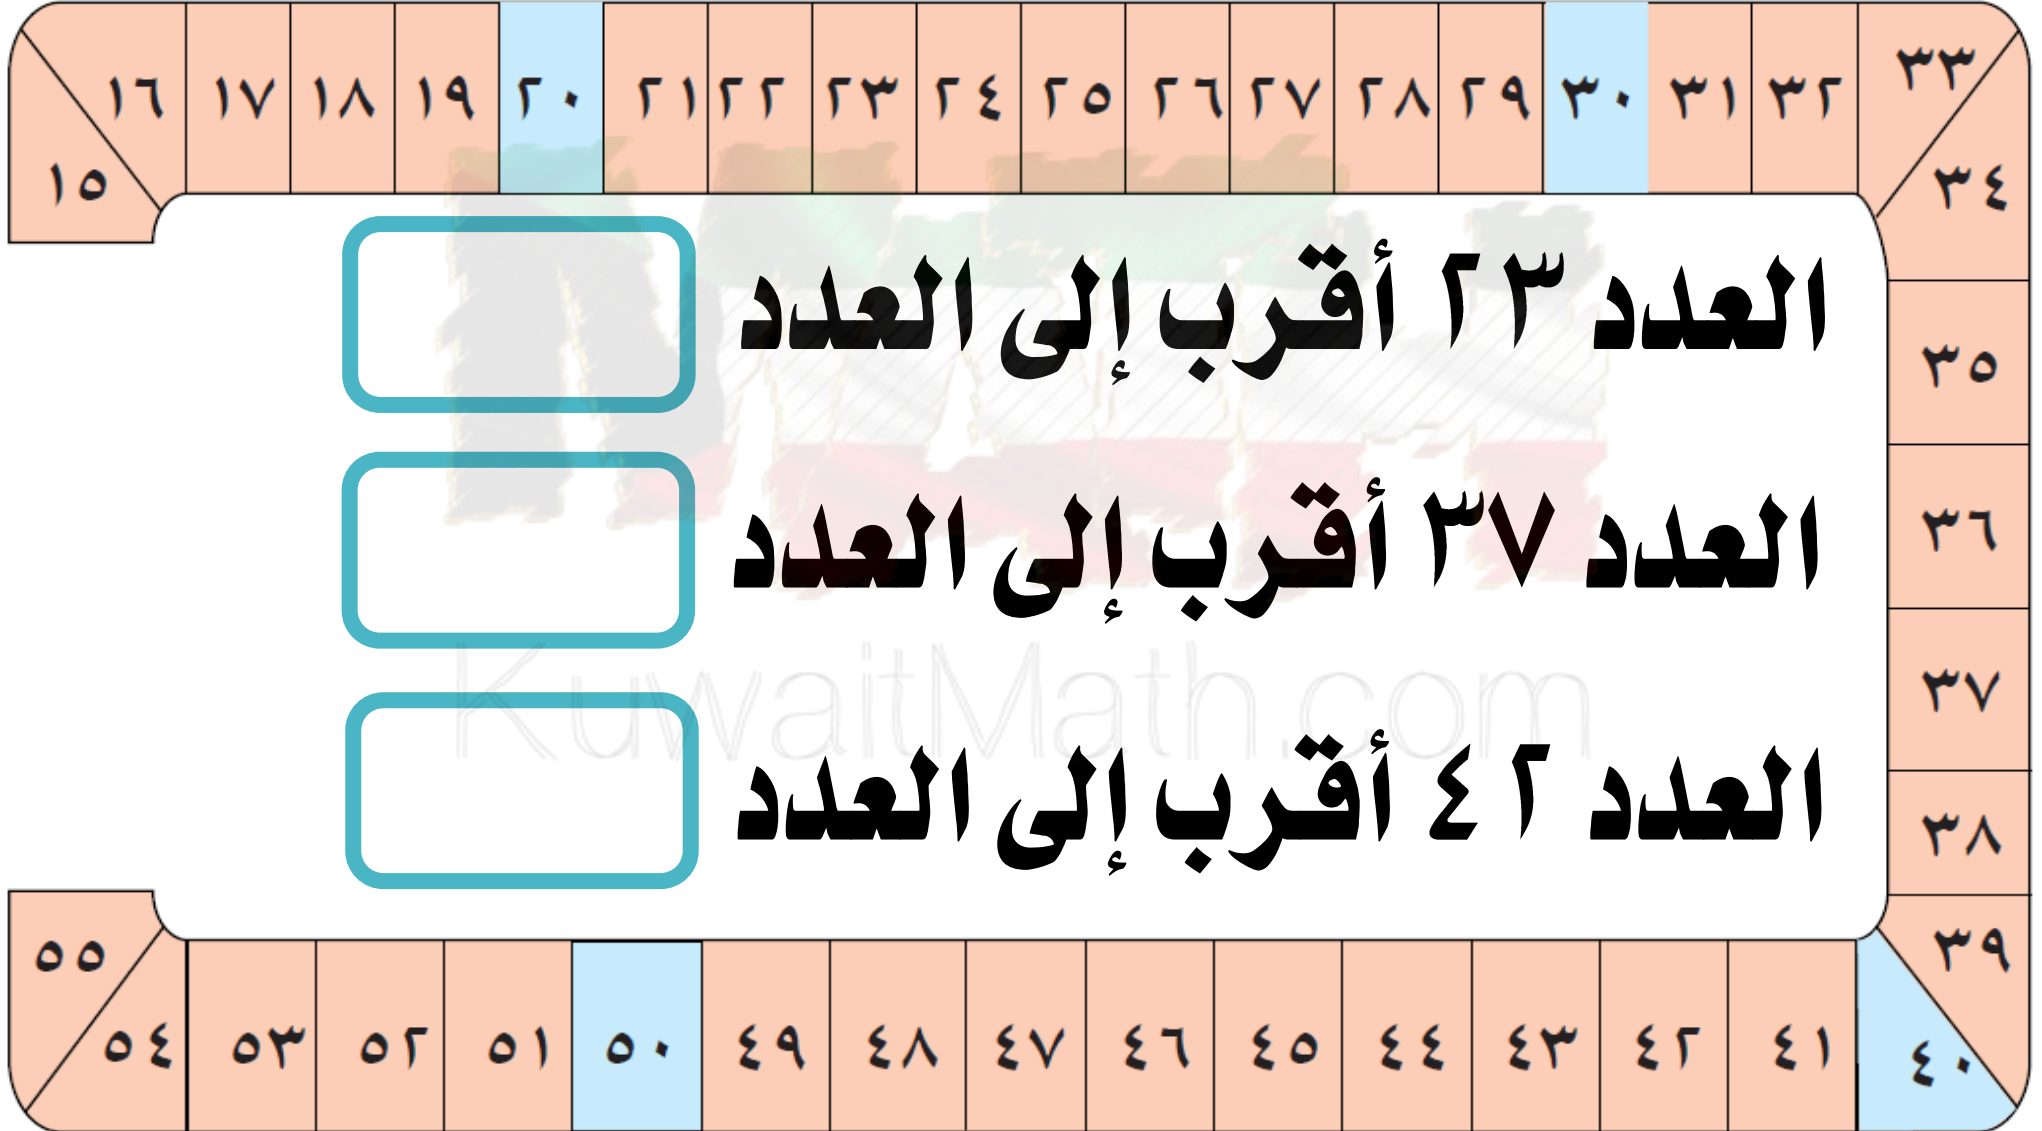 ١٦ ١٧ ١٨ ١٩ ٢٠ ٢١ ٢٢ ٢٣ ٢٤ ٢٥ ٢٦ ٢٧ ٢٨ ٢٩ ٣٠ ٣١ ٣٢ ٣٣
١٥
٣٤
العدد ٢٣ أقرب إلى العدد
٣٥
العدد ٣٧ أقرب إلى العدد
٣٦
KuwaitMath.com
٣٧
العدد ٤٢ أقرب إلى العدد
٣٨
٥٥
٣٩
٥٤ ٥٣ ٥٢ ٥١ ٥٠ ٤٩ ٤٨ ٤٧ ٤٦ ٤٥ ٤٤ ٤٣ ٤٢ ٤١ ٤٠